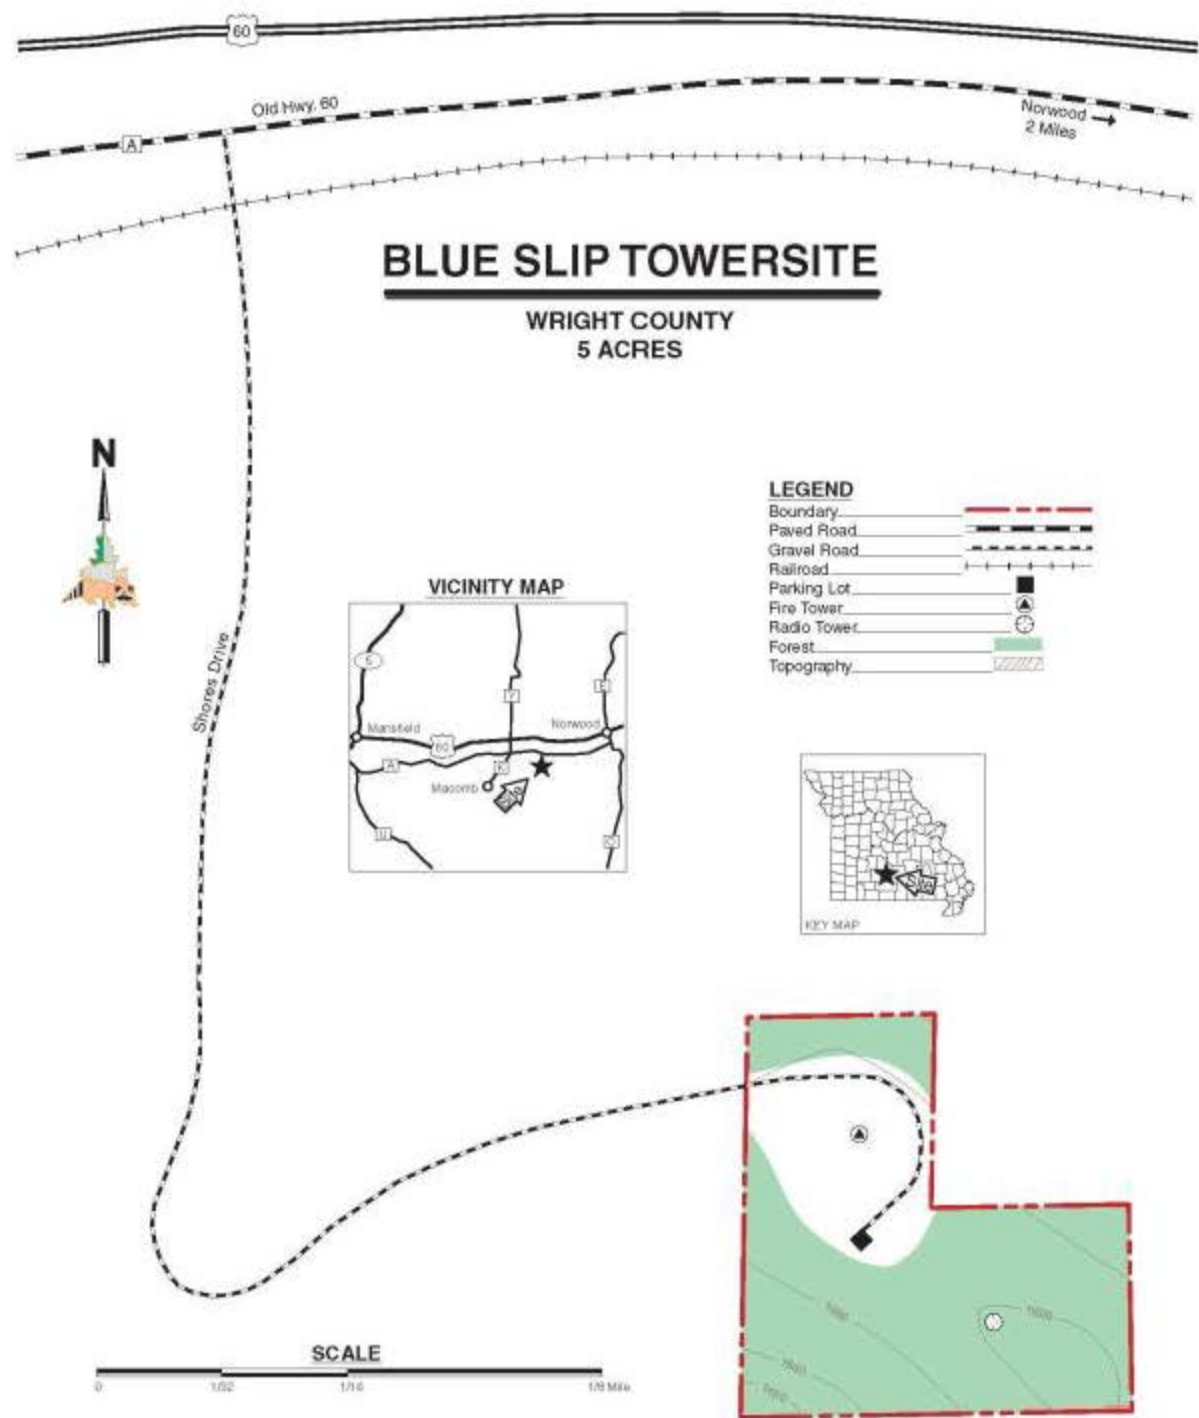 60
Old Hwy. 60
A
Norwood
2 Miles
BLUE SLIP TOWERSITE
WRIGHT COUNTY
5 ACRES
N
Shores Drive
LEGEND
Boundary
Paved Road
Gravel Road
Railroad
Parking Lot
Fire Tower
Radio Tower
Forest
Topography
VICINITY MAP
5
Y
Mansfield
Norwood
60
A
K
Macomb
Site
U
Site
KEY MAP
SCALE
0
1/32
1/16
1/8 Mile